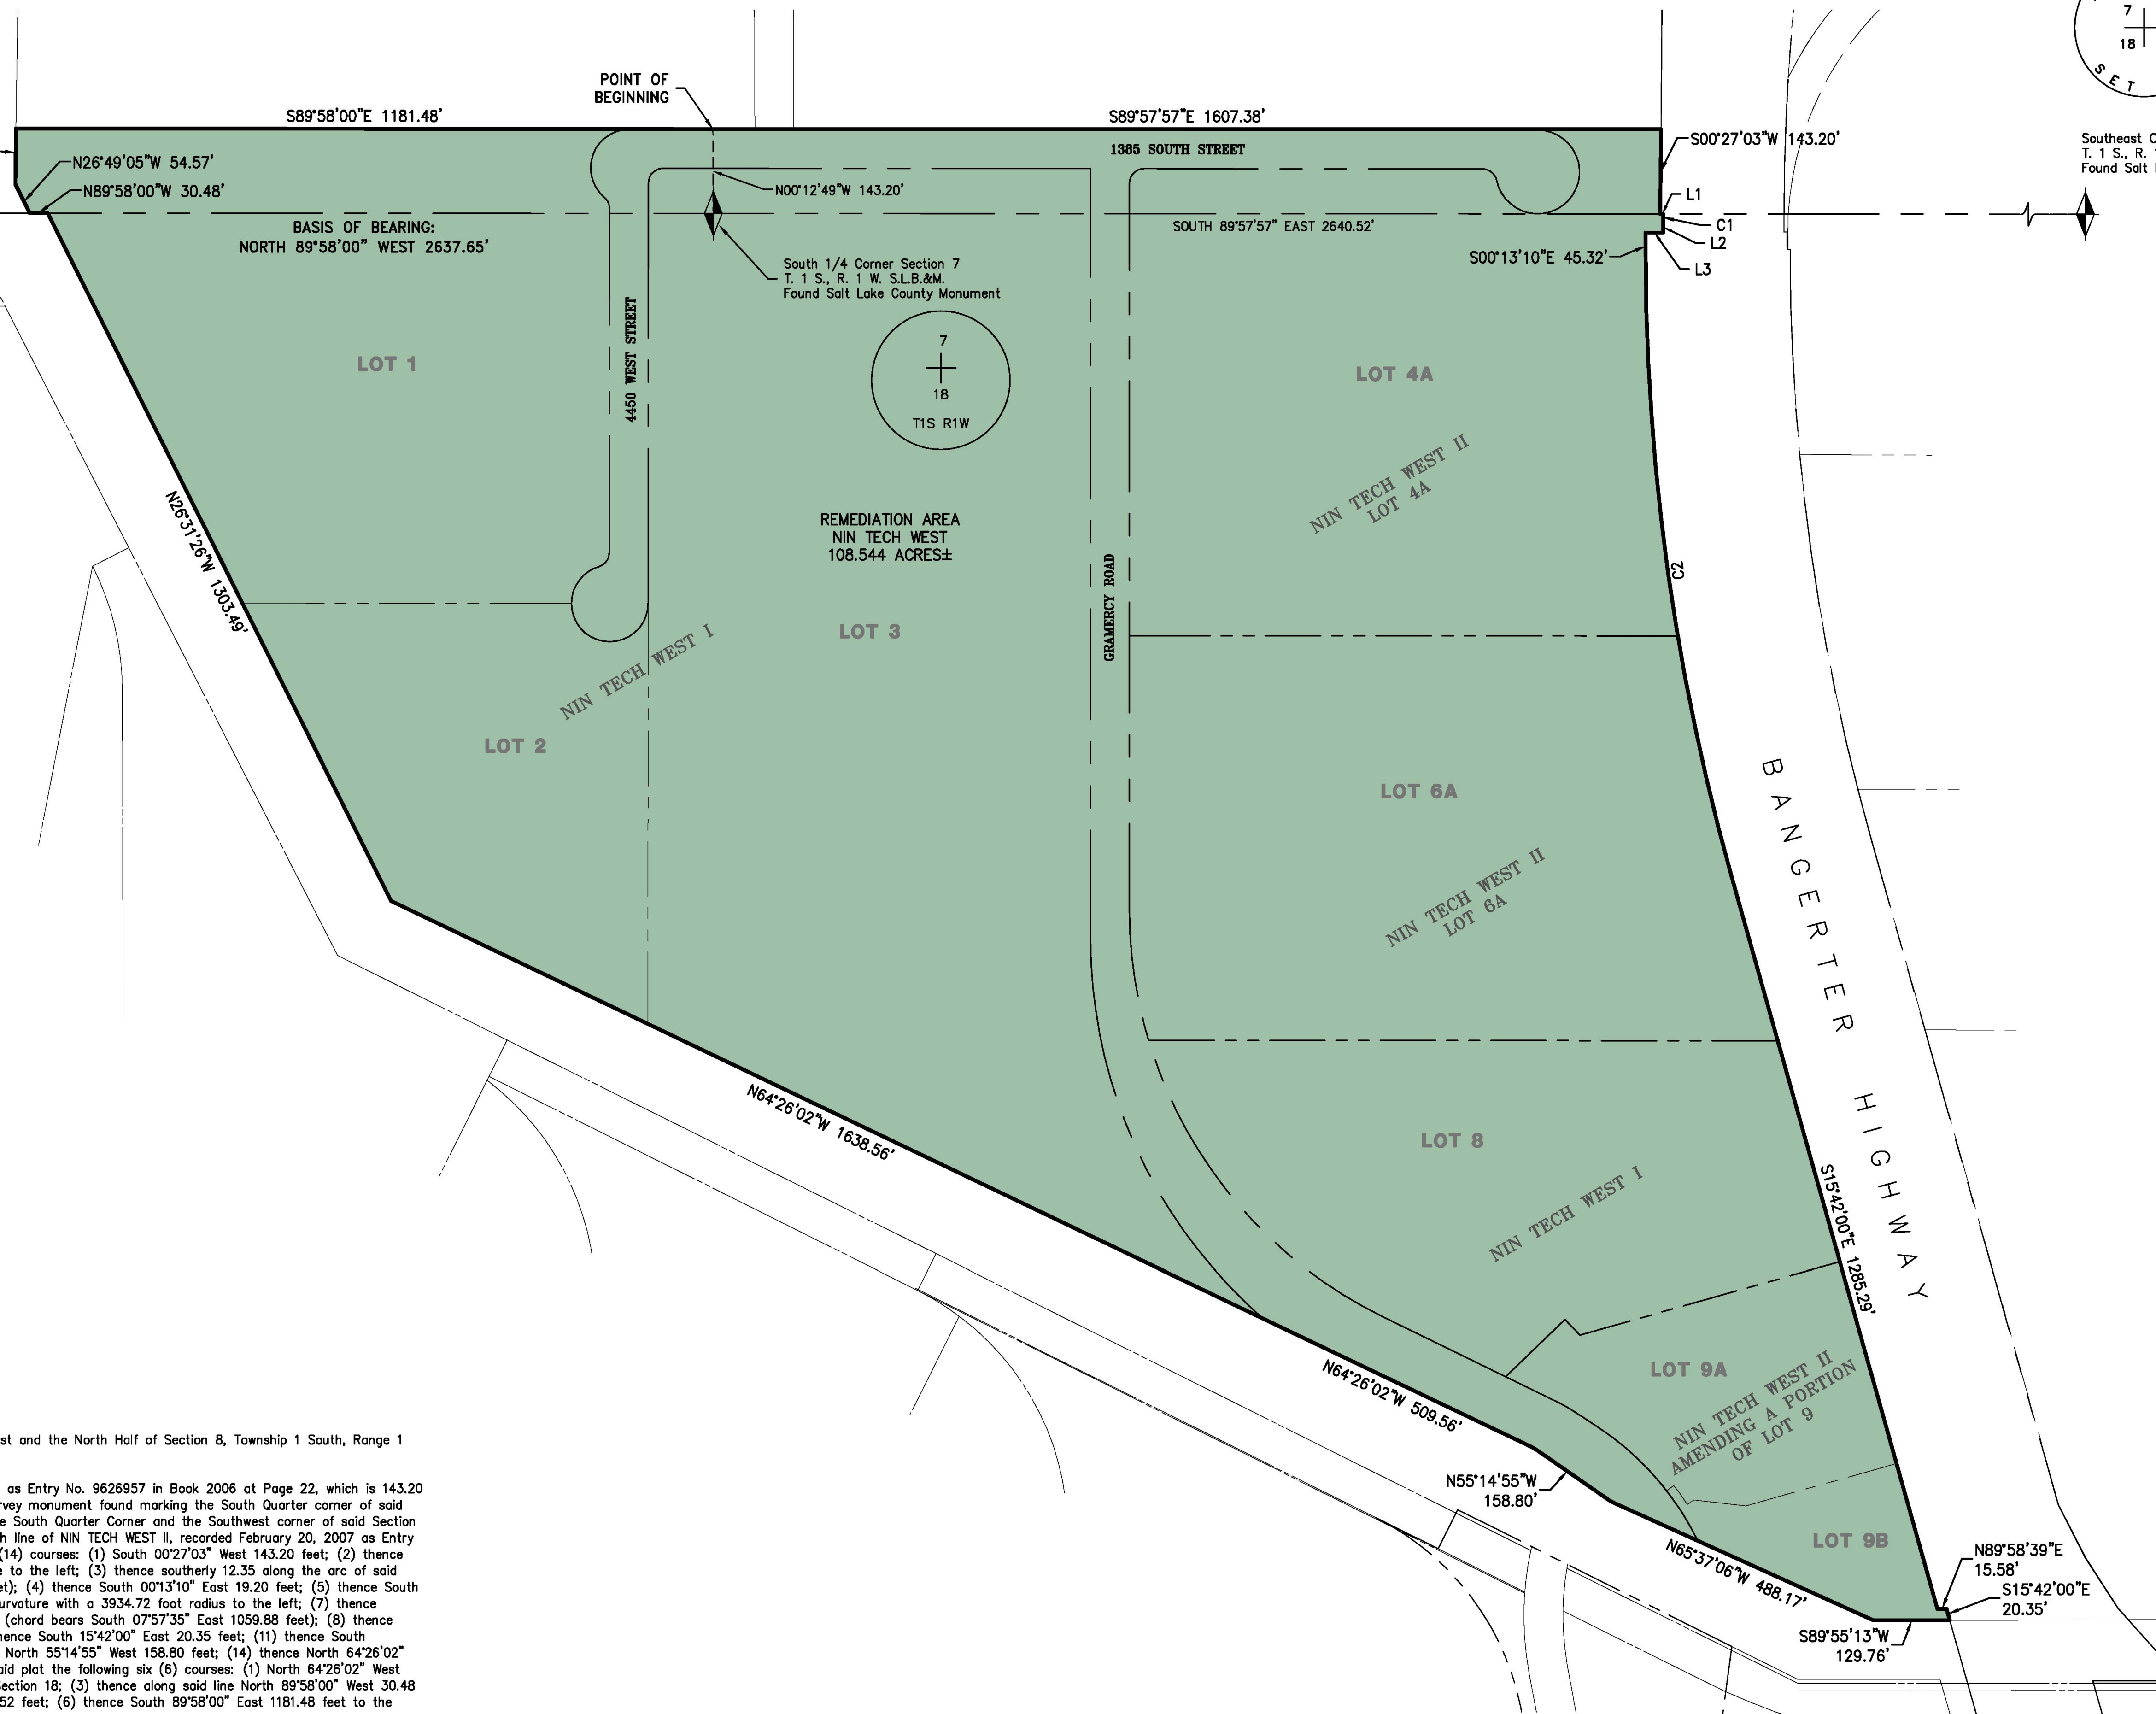 7
18
SET
POINT OF
BEGINNING
S89°58'00"E 1181.48'
S89°57'57"E 1607.38'
S00°27'03"W 143.20'
1385 SOUTH STREET
Southeast C
T. 1 S., R. 1
Found Salt L
N26°49'05"W 54.57'
N89°58'00"W 30.48'
N00°12'49"W 143.20'
L1
C1
L2
L3
BASIS OF BEARING:
NORTH 89°58'00" WEST 2637.65'
SOUTH 89°57'57" EAST 2640.52'
S00°13'10"E 45.32'
South 1/4 Corner Section 7
T. 1 S., R. 1 W. S.L.B.&M.
Found Salt Lake County Monument
4450 WEST STREET
7
18
T1S R1W
LOT 1
LOT 4A
NIN TECH WEST II
LOT 4A
N26°31'26"W 1303.49'
REMEDIATION AREA
NIN TECH WEST
108.544 ACRES±
GRAMERCY ROAD
C2
LOT 3
NIN TECH WEST I
LOT 2
LOT 6A
NIN TECH WEST II
LOT 6A
BANGERTER HIGHWAY
N64°26'02"W 1638.56'
LOT 8
NIN TECH WEST I
S15°42'00"E 1285.29'
LOT 9A
NIN TECH WEST II
AMENDING A PORTION
OF LOT 9
N64°26'02"W 509.56'
N55°14'55"W
158.80'
LOT 9B
N65°37'06"W 488.17'
N89°58'39"E
15.58'
S15°42'00"E
20.35'
S89°55'13"W
129.76'
st and the North Half of Section 8, Township 1 South, Range 1
as Entry No. 9626957 in Book 2006 at Page 22, which is 143.20
rvey monument found marking the South Quarter corner of said
e South Quarter Corner and the Southwest corner of said Section
h line of NIN TECH WEST II, recorded February 20, 2007 as Entry
(14) courses: (1) South 00°27'03" West 143.20 feet; (2) thence
e to the left; (3) thence southerly 12.35 along the arc of said
et); (4) thence South 00°13'10" East 19.20 feet; (5) thence South
urvature with a 3934.72 foot radius to the left; (7) thence
(chord bears South 07°57'35" East 1059.88 feet); (8) thence
hence South 15°42'00" East 20.35 feet; (11) thence South
North 55°14'55" West 158.80 feet; (14) thence North 64°26'02"
aid plat the following six (6) courses: (1) North 64°26'02" West
Section 18; (3) thence along said line North 89°58'00" West 30.48
52 feet; (6) thence South 89°58'00" East 1181.48 feet to the